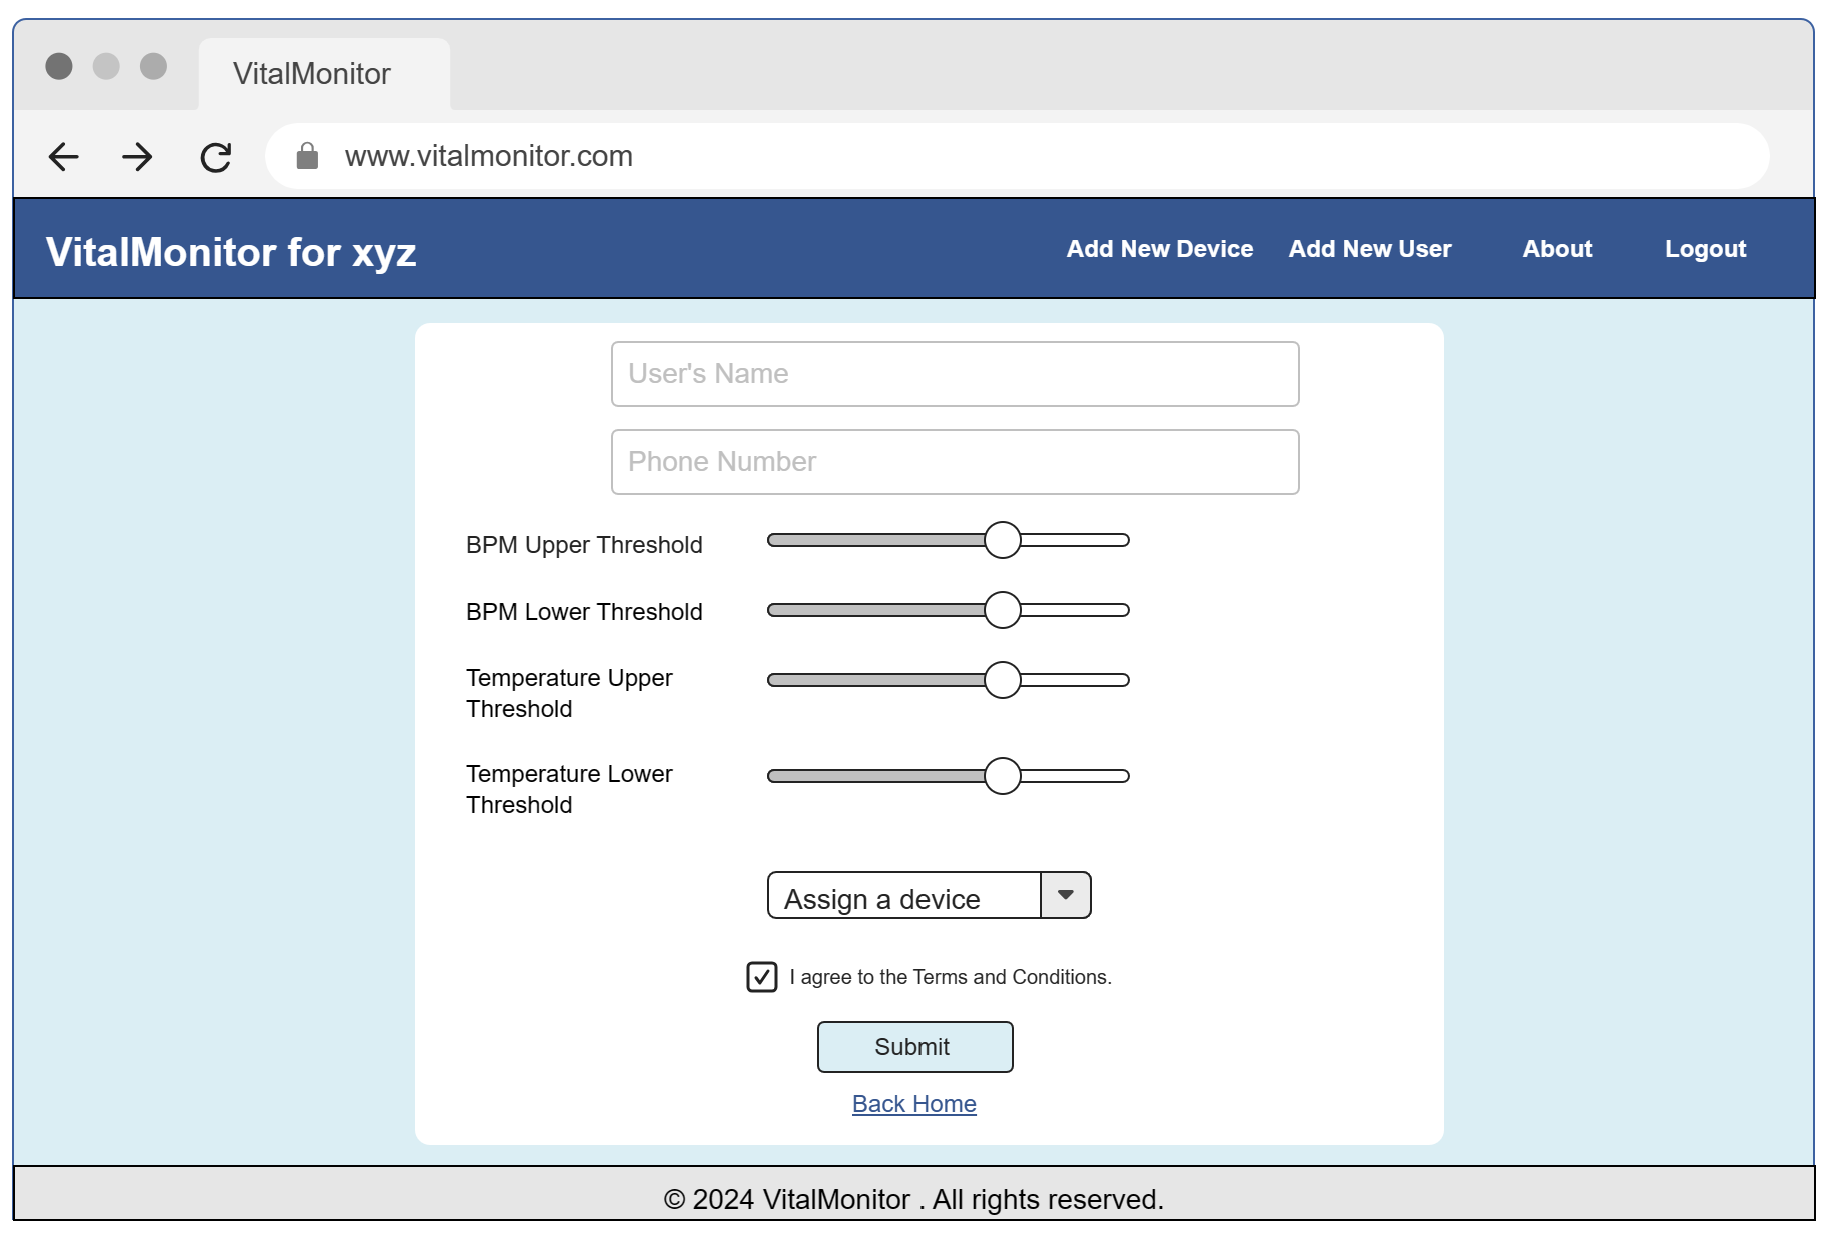 VitalMonitor
www.vitalmonitor.com
VitalMonitor for xyz
Add New Device
Add New User
About
Logout
User's Name
Phone Number
BPM Upper Threshold
BPM Lower Threshold
Temperature Upper
Threshold
Temperature Lower
Threshold
Assign a device
I agree to the Terms and Conditions.
Submit
Back Home
© 2024 VitalMonitor . All rights reserved.